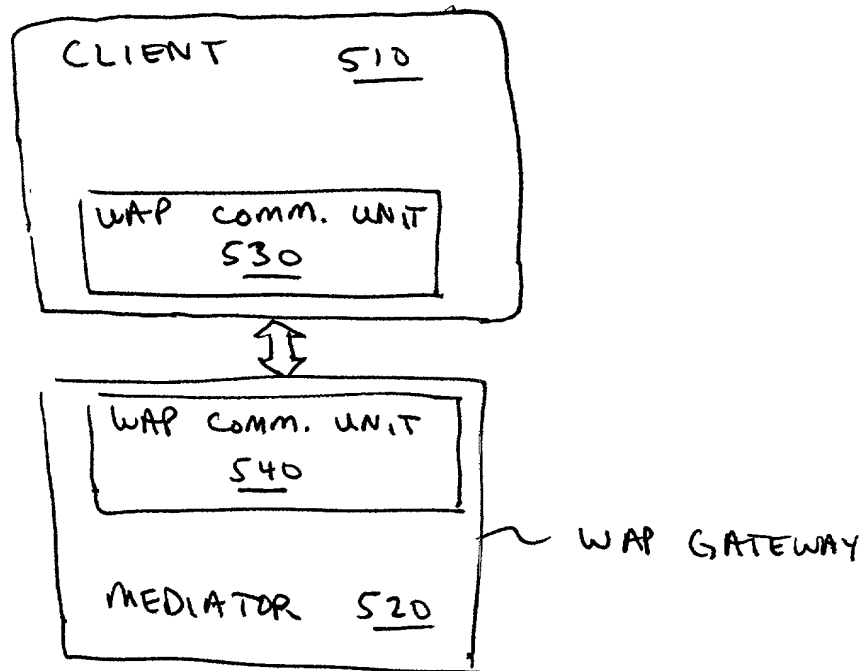 CLIENT 510
WAP COMM. UNIT
530
WAP COMM. UNIT
540
WAP GATEWAY
MEDIATOR 520